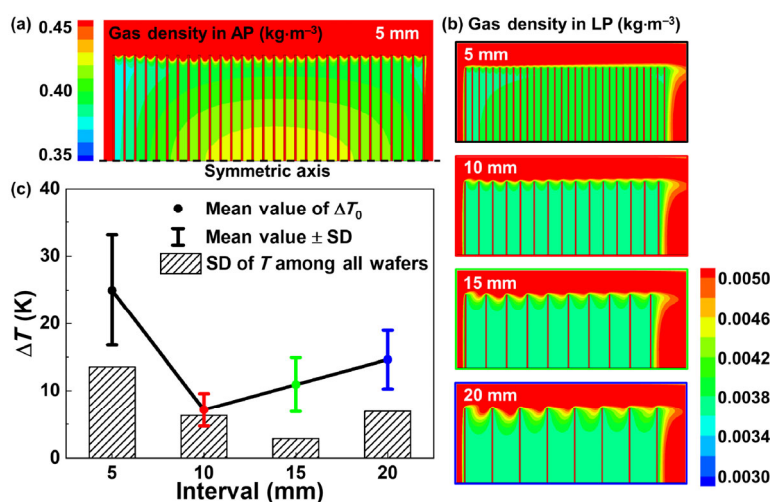 (a)
Gas density in AP (kg·m⁻³)
5 mm
0.45
0.40
0.35
Symmetric axis
(b) Gas density in LP (kg·m⁻³)
5 mm
10 mm
15 mm
20 mm
0.0050
0.0046
0.0042
0.0038
0.0034
0.0030
(c)
Mean value of ΔT₀
Mean value ± SD
SD of T among all wafers
ΔT (K)
40
30
25
20
15
10
5
0
5
10
15
20
Interval (mm)